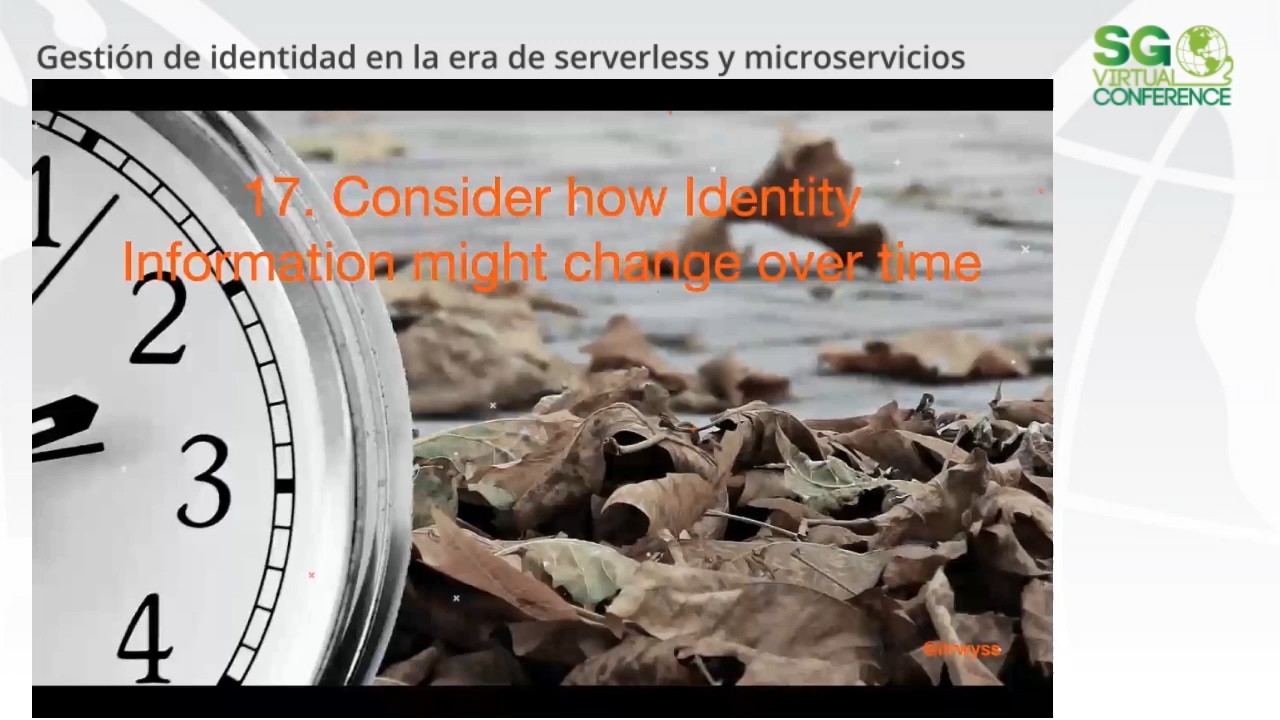 Gestión de identidad en la era de serverless y microservicios
SG
VIRTUAL
CONFERENCE
17. Consider how Identity
Information might change over time
1
2
3
4